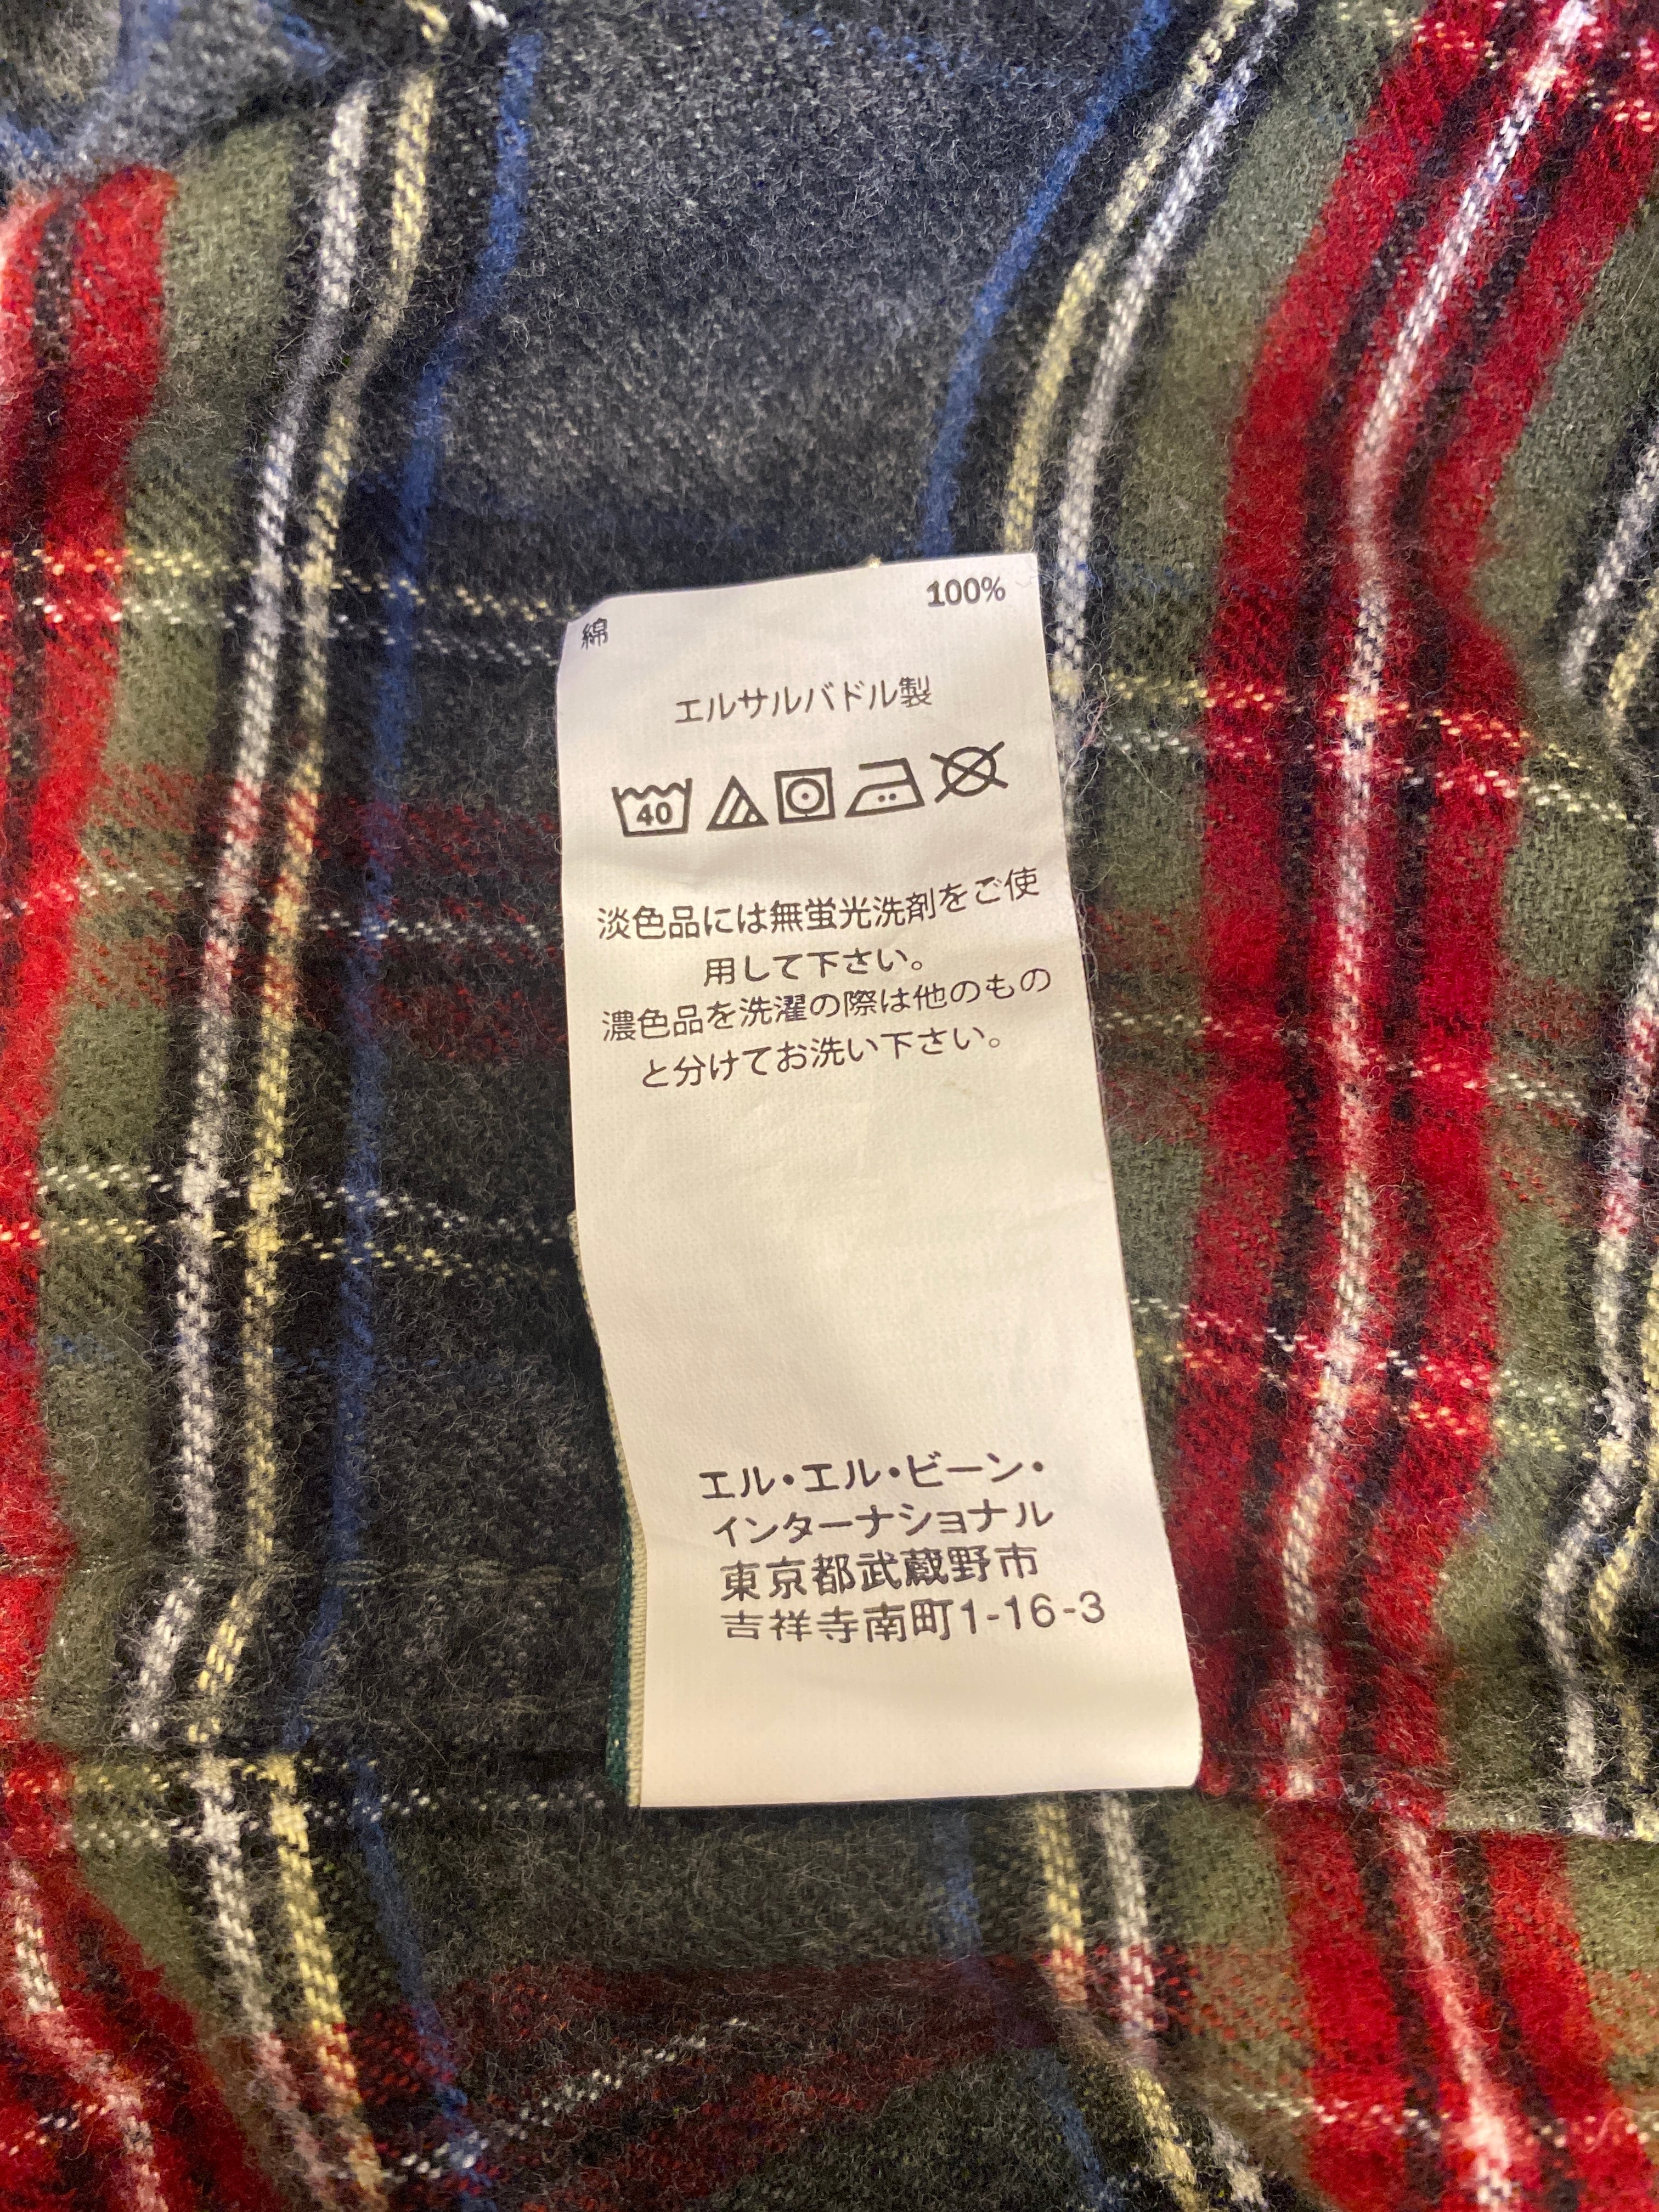 綿 100%
エルサルバドル製
40
淡色品には無蛍光洗剤をご使
用して下さい。
濃色品を洗濯の際は他のもの
と分けてお洗い下さい。
エル・エル・ビーン・
インターナショナル
東京都武蔵野市
吉祥寺南町1-16-3